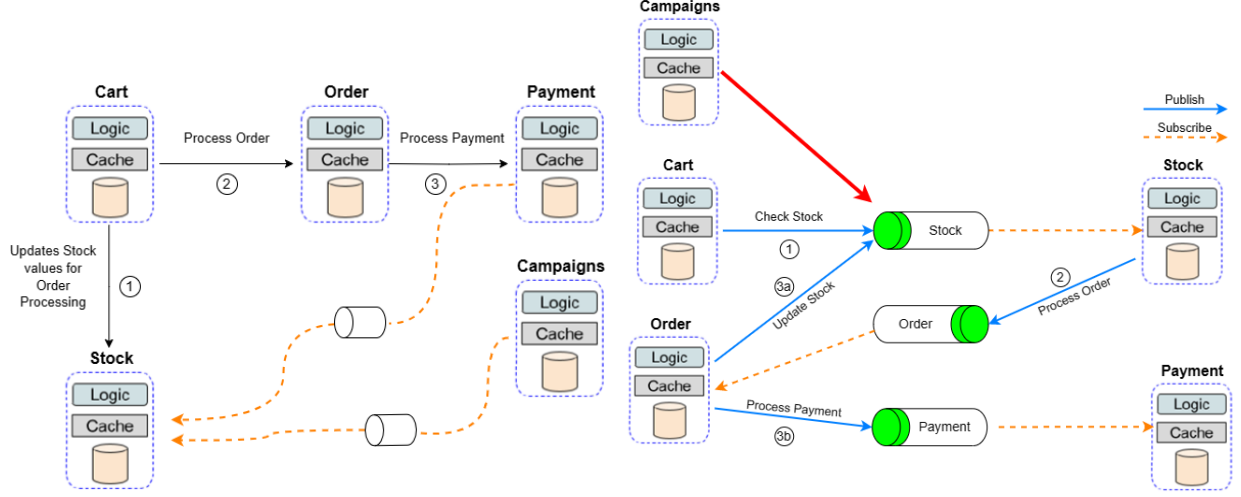 Cart
Logic
Cache
Process Order
2
Order
Logic
Cache
Process Payment
3
Payment
Logic
Cache
Updates Stock
values for
Order
Processing
1
Campaigns
Logic
Cache
Stock
Logic
Cache
Campaigns
Logic
Cache
Publish
Subscribe
Cart
Logic
Cache
Check Stock
1
Stock
Stock
Logic
Cache
3a
Update Stock
2
Process Order
Order
Order
Logic
Cache
Process Payment
3b
Payment
Payment
Logic
Cache